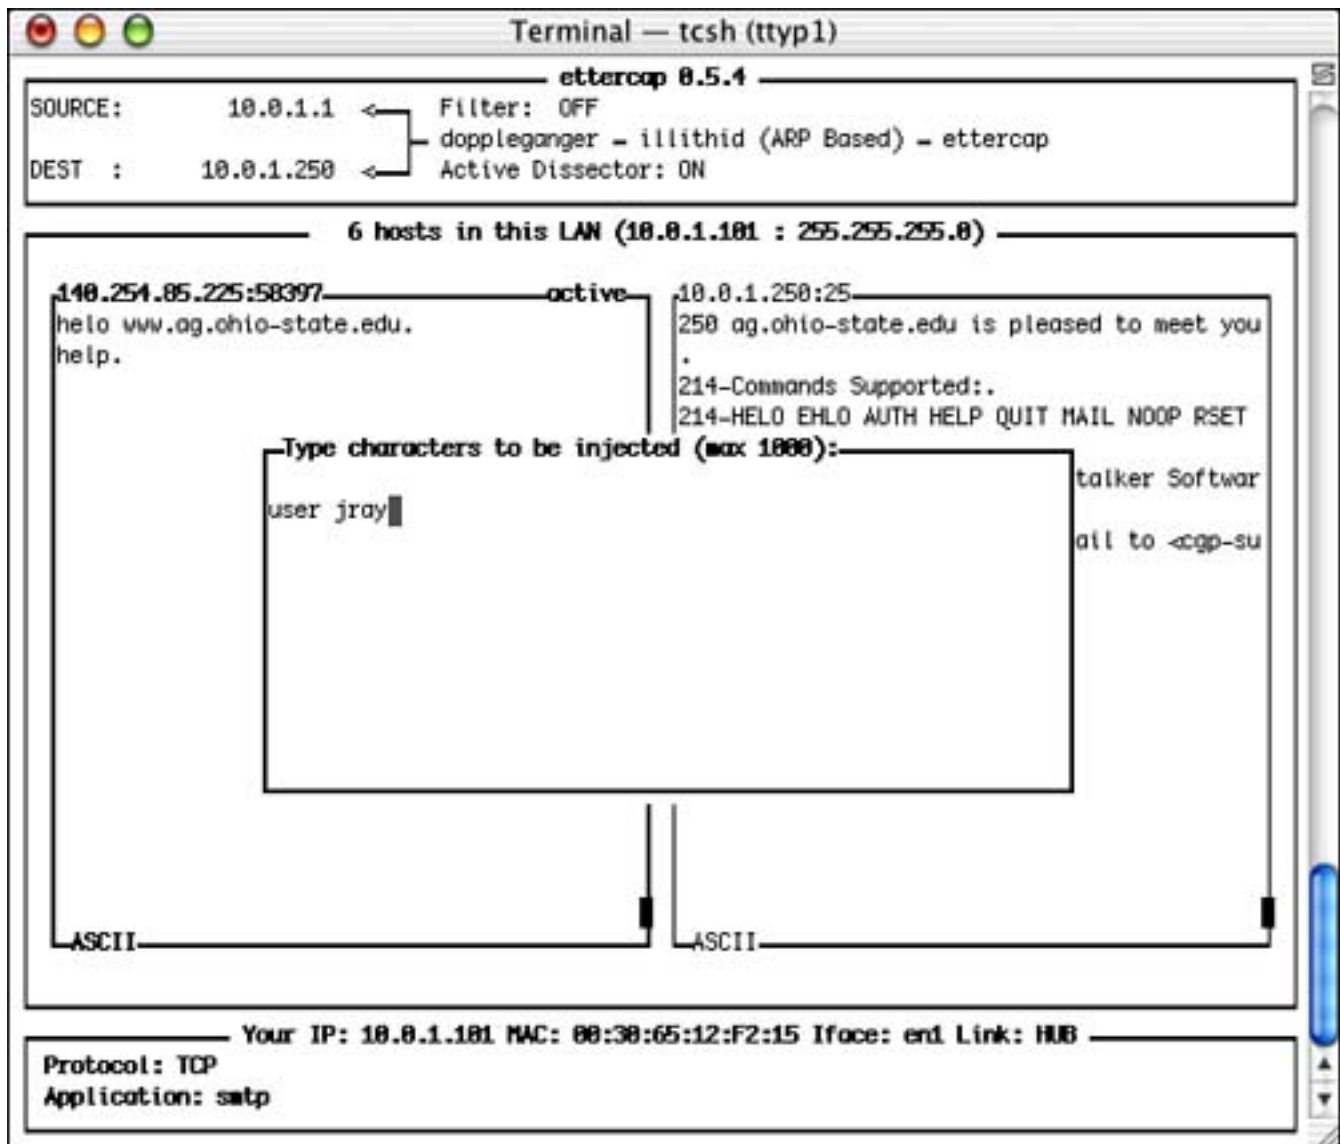 Terminal — tcsh (ttyp1)
ettercap 0.5.4
SOURCE: 10.0.1.1 Filter: OFF
doppleganger – illithid (ARP Based) – ettercap
DEST : 10.0.1.250 Active Dissector: ON
6 hosts in this LAN (10.0.1.101 : 255.255.255.0)
140.254.85.225:58397 active
helo www.ag.ohio-state.edu.
help.
ASCII
10.0.1.250:25
250 ag.ohio-state.edu is pleased to meet you
.
214-Commands Supported:.
214-HELO EHLO AUTH HELP QUIT MAIL NOOP RSET
talker Softwar
ail to <cgp-su
ASCII
Type characters to be injected (max 1000):
user jray
Your IP: 10.0.1.101 MAC: 00:30:65:12:F2:15 Iface: en1 Link: HUB
Protocol: TCP
Application: smtp